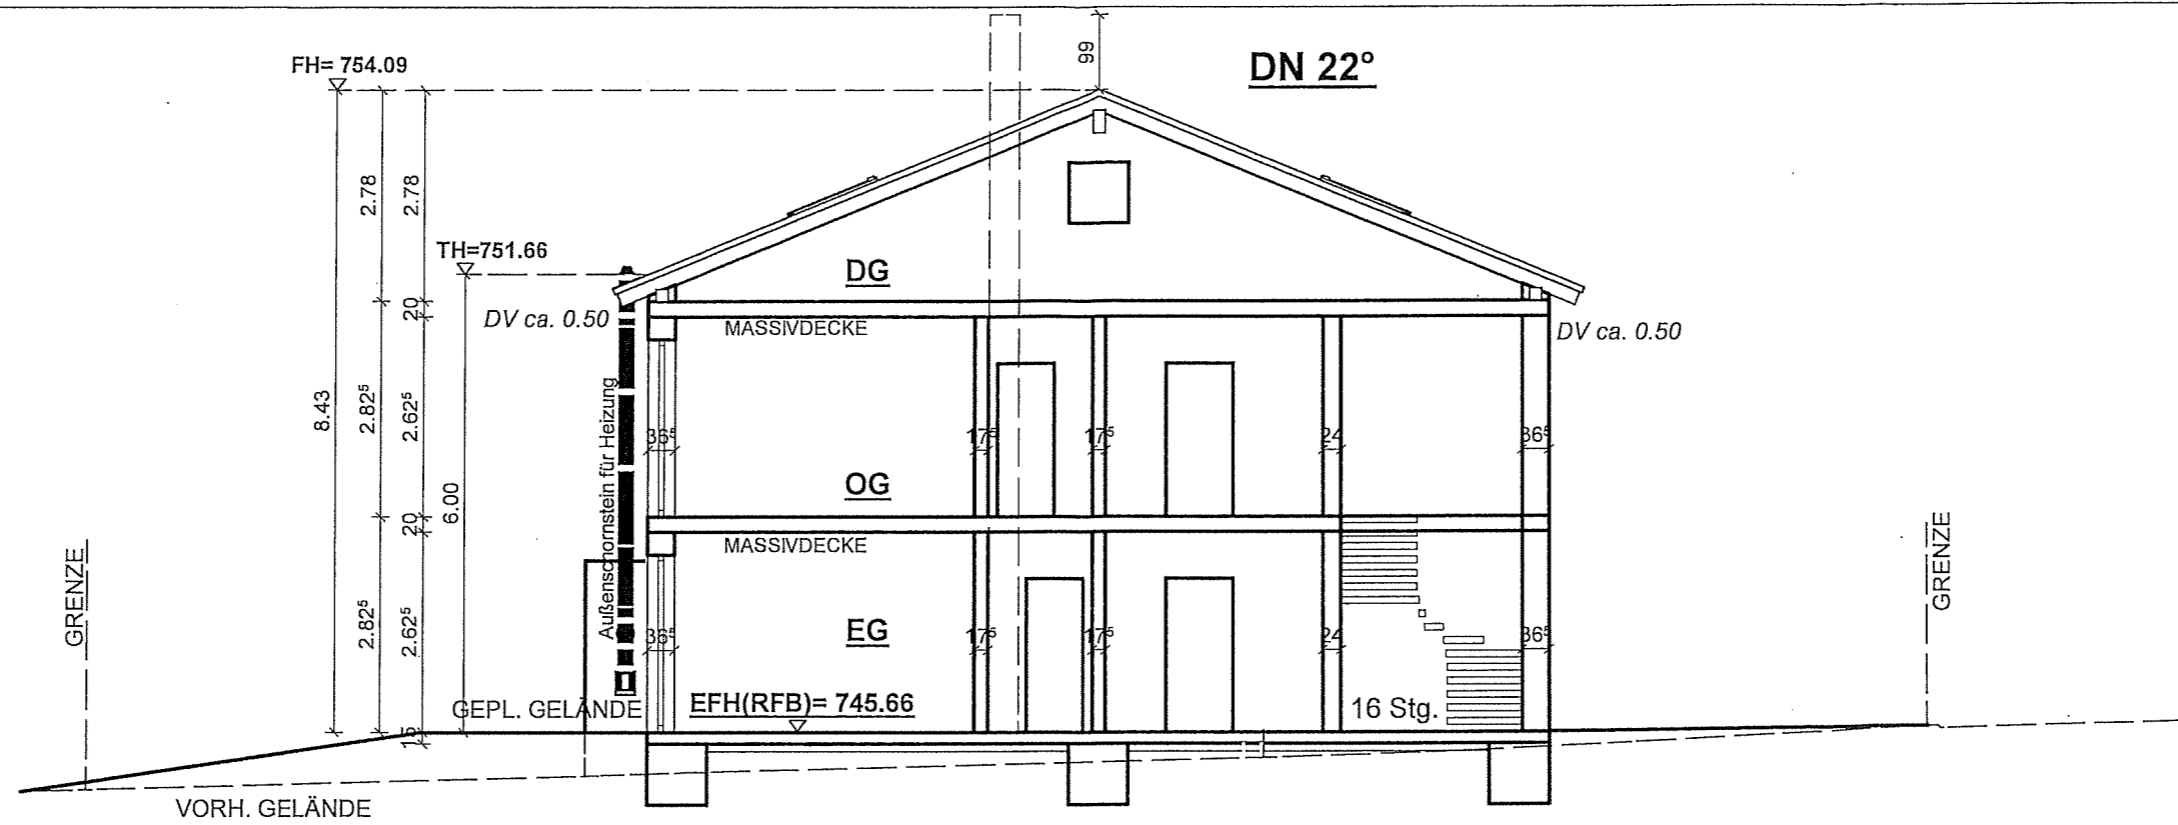 99
DN 22°
FH= 754.09
2.78
2.78
TH=751.66
DG
20
DV ca. 0.50
MASSIVDECKE
DV ca. 0.50
8.43
2.82⁵
2.62⁵
Außenschornstein für Heizung
36⁵
17⁵
17⁵
24
36⁵
OG
6.00
20
MASSIVDECKE
GRENZE
GRENZE
2.82⁵
2.62⁵
EG
36⁵
17⁵
17⁵
24
36⁵
GEPL. GELÄNDE
EFH(RFB)= 745.66
16 Stg.
15
VORH. GELÄNDE